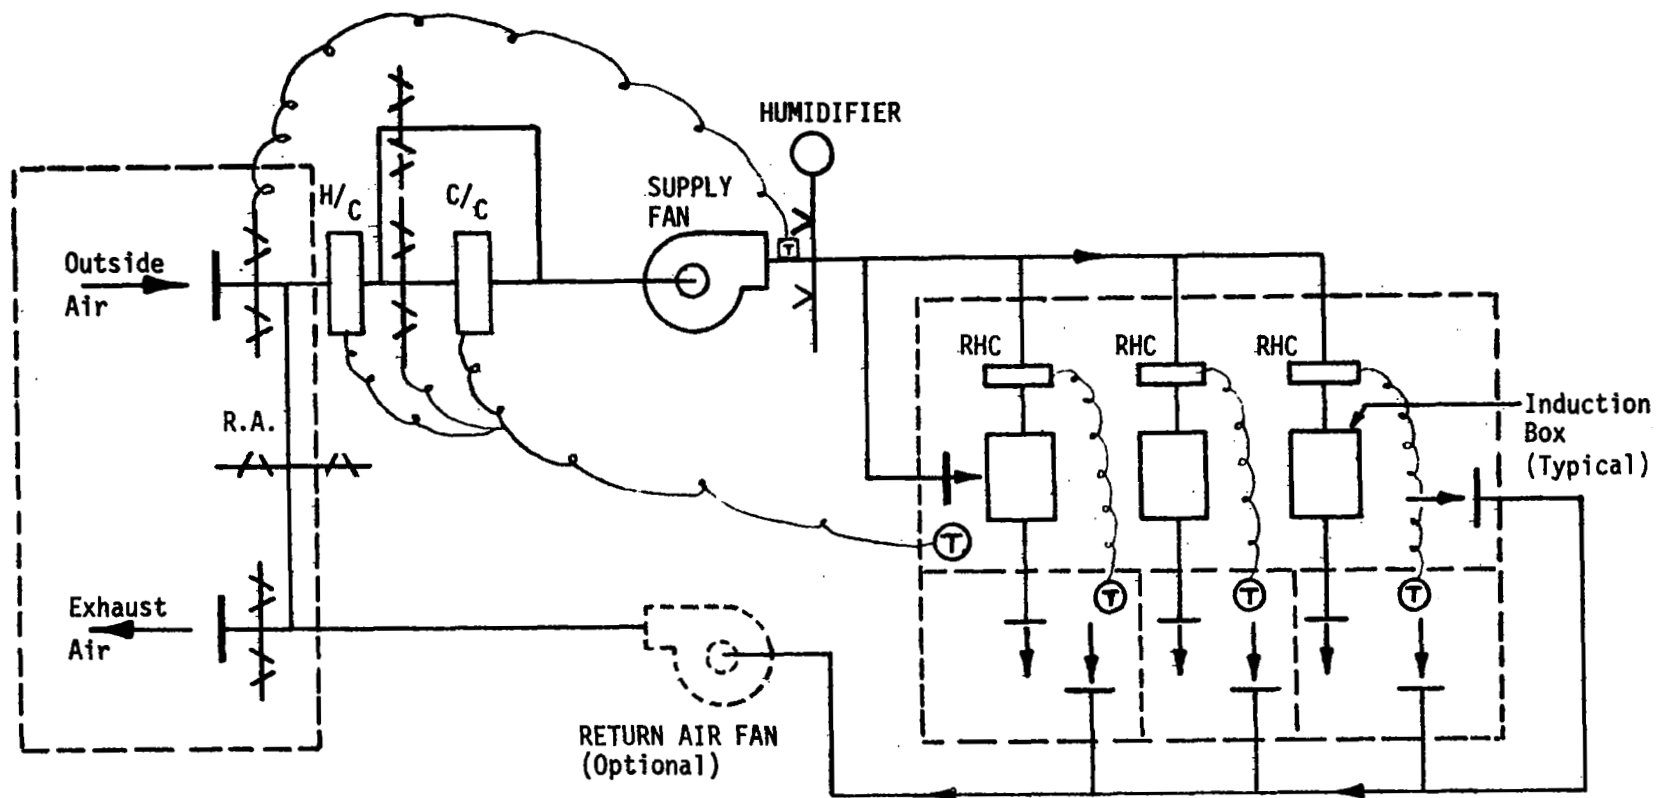 HUMIDIFIER
SUPPLY
FAN
H/C
C/C
T
Outside
Air
RHC
RHC
RHC
Induction
Box
(Typical)
R.A.
T
T
T
T
Exhaust
Air
RETURN AIR FAN
(Optional)